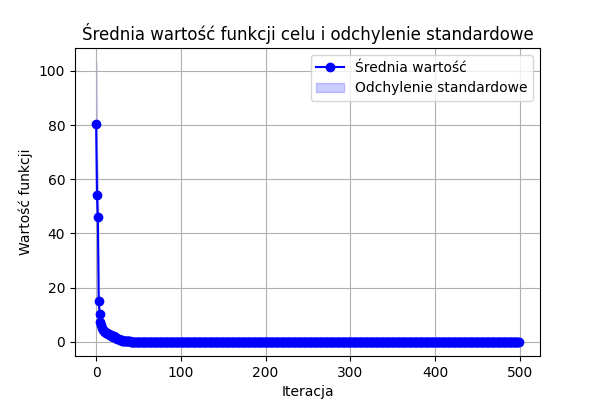 Średnia wartość funkcji celu i odchylenie standardowe
Średnia wartość
Odchylenie standardowe
Wartość funkcji
100
80
60
40
20
0
0 100 200 300 400 500
Iteracja